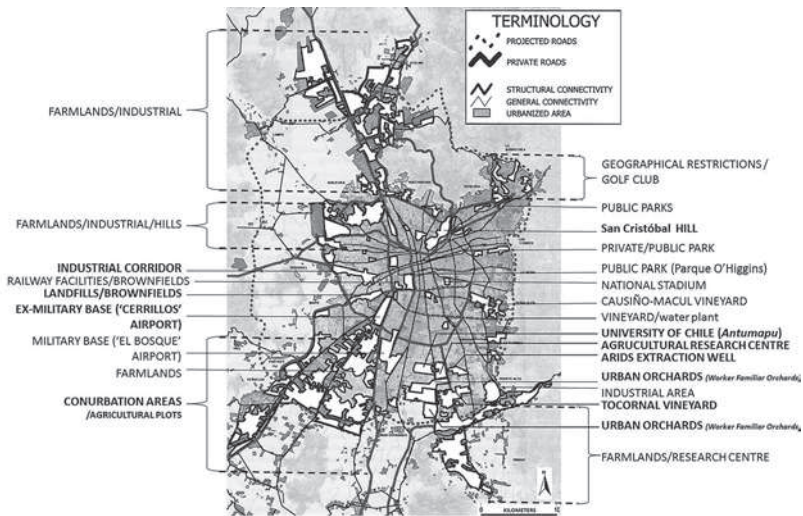 TERMINOLOGY
PROJECTED ROADS
PRIVATE ROADS
STRUCTURAL CONNECTIVITY
GENERAL CONNECTIVITY
URBANIZED AREA
FARMLANDS/INDUSTRIAL
FARMLANDS/INDUSTRIAL/HILLS
INDUSTRIAL CORRIDOR
RAILWAY FACILITIES/BROWNFIELDS
LANDFILLS/BROWNFIELDS
EX-MILITARY BASE (‘CERRILLOS’
AIRPORT)
MILITARY BASE (‘EL BOSQUE’
AIRPORT)
FARMLANDS
CONURBATION AREAS
/AGRICULTURAL PLOTS
GEOGRAPHICAL RESTRICTIONS /
GOLF CLUB
PUBLIC PARKS
San Cristóbal HILL
PRIVATE/PUBLIC PARK
PUBLIC PARK (Parque O’Higgins)
NATIONAL STADIUM
CAUSIÑO-MACUL VINEYARD
VINEYARD/water plant
UNIVERSITY OF CHILE (Antumapu)
AGRUCULTURAL RESEARCH CENTRE
ARIDS EXTRACTION WELL
URBAN ORCHARDS (Worker Familiar Orchards)
INDUSTRIAL AREA
TOCORNAL VINEYARD
URBAN ORCHARDS (Worker Familiar Orchards)
FARMLANDS/RESEARCH CENTRE
N
0 KILOMETERS 10